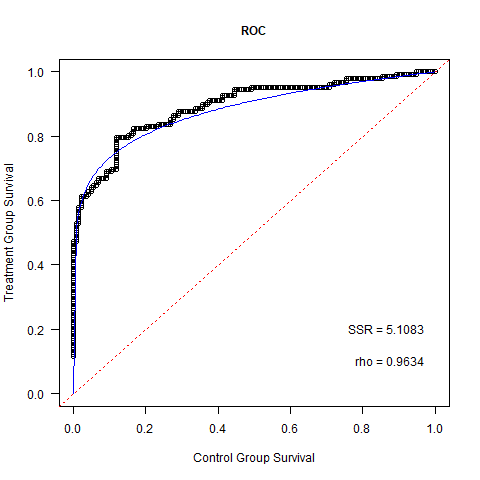 ROC
Treatment Group Survival
1.0
0.8
0.6
0.4
0.2
0.0
SSR = 5.1083
rho = 0.9634
0.0 0.2 0.4 0.6 0.8 1.0
Control Group Survival